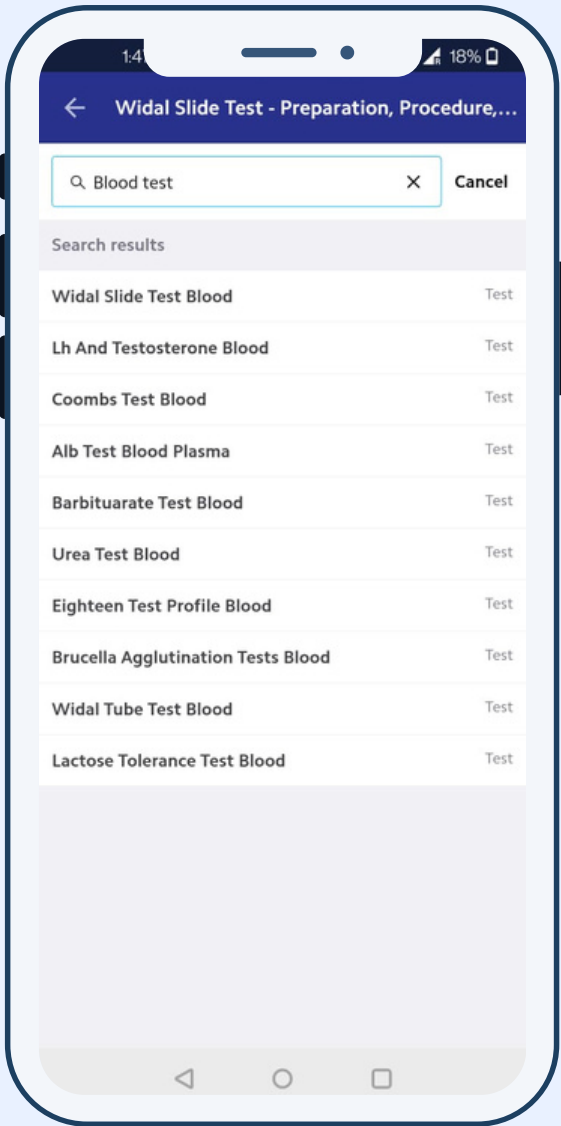 18%
Widal Slide Test - Preparation, Procedure,...
Blood test
Cancel
Search results
Widal Slide Test Blood Test
Lh And Testosterone Blood Test
Coombs Test Blood Test
Alb Test Blood Plasma Test
Barbituarate Test Blood Test
Urea Test Blood Test
Eighteen Test Profile Blood Test
Brucella Agglutination Tests Blood Test
Widal Tube Test Blood Test
Lactose Tolerance Test Blood Test